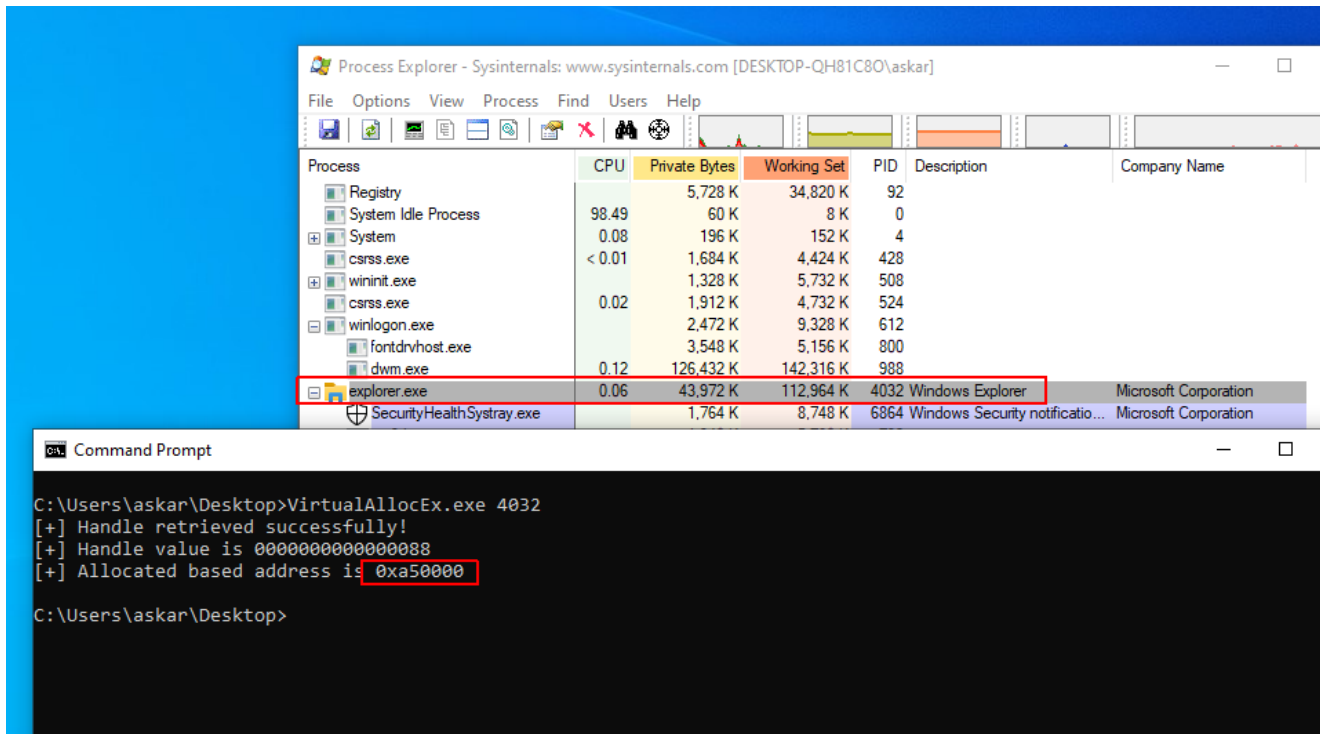 Process Explorer - Sysinternals: www.sysinternals.com [DESKTOP-QH81C8O\askar]
File Options View Process Find Users Help
Process CPU Private Bytes Working Set PID Description Company Name
Registry 5,728 K 34,820 K 92
System Idle Process 98.49 60 K 8 K 0
System 0.08 196 K 152 K 4
csrss.exe < 0.01 1,684 K 4,424 K 428
wininit.exe 1,328 K 5,732 K 508
csrss.exe 0.02 1,912 K 4,732 K 524
winlogon.exe 2,472 K 9,328 K 612
fontdrvhost.exe 3,548 K 5,156 K 800
dwm.exe 0.12 126,432 K 142,316 K 988
explorer.exe 0.06 43,972 K 112,964 K 4032 Windows Explorer Microsoft Corporation
SecurityHealthSystray.exe 1,764 K 8,748 K 6864 Windows Security notificatio... Microsoft Corporation
Command Prompt
C:\Users\askar\Desktop>VirtualAllocEx.exe 4032
[+] Handle retrieved successfully!
[+] Handle value is 0000000000000088
[+] Allocated based address is 0xa50000
C:\Users\askar\Desktop>